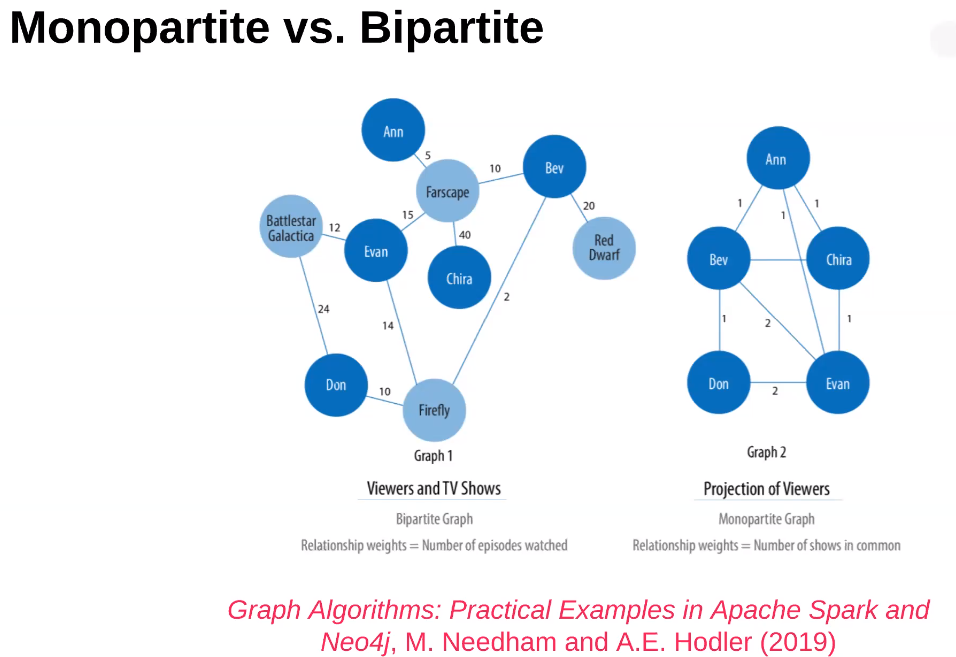 Monopartite vs. Bipartite
Ann
5
Farscape
10
Bev
20
Red
Dwarf
Battlestar
Galactica
12
Evan
15
40
Chira
2
24
14
Don
10
Firefly
Graph 1
Viewers and TV Shows
Bipartite Graph
Relationship weights = Number of episodes watched
Ann
1
1
1
Bev
Chira
1
2
1
Don
2
Evan
Graph 2
Projection of Viewers
Monopartite Graph
Relationship weights = Number of shows in common
Graph Algorithms: Practical Examples in Apache Spark and
Neo4j, M. Needham and A.E. Hodler (2019)